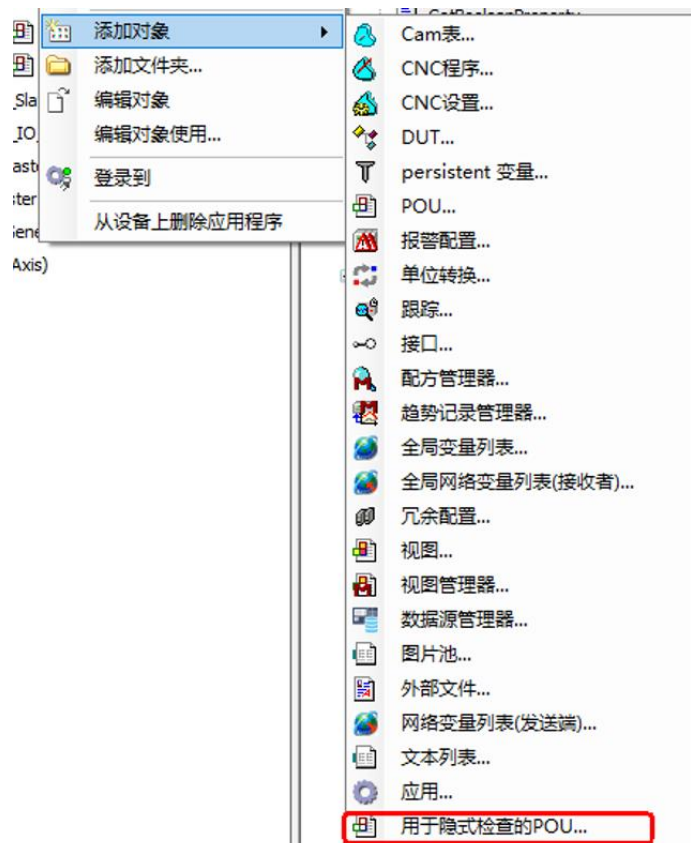 添加对象
添加文件夹...
编辑对象
编辑对象使用...
登录到
从设备上删除应用程序
_Sla
_IO_
Axis)
GetBooleanProperty
Cam表...
CNC程序...
CNC设置...
DUT...
persistent 变量...
POU...
报警配置...
单位转换...
跟踪...
接口...
配方管理器...
趋势记录管理器...
全局变量列表...
全局网络变量列表(接收者)...
冗余配置...
视图...
视图管理器...
数据源管理器...
图片池...
外部文件...
网络变量列表(发送端)...
文本列表...
应用...
用于隐式检查的POU...